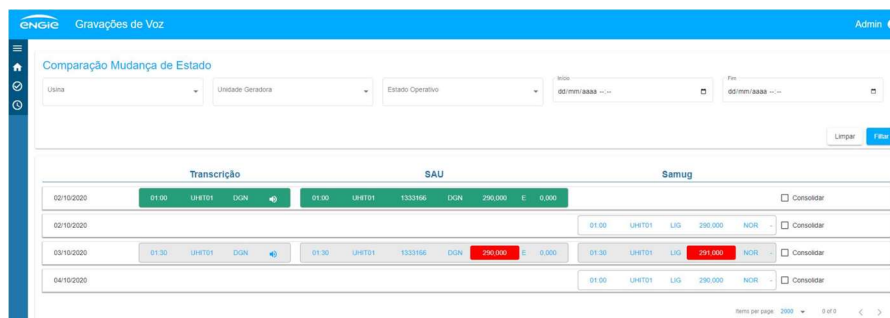 ENGIE Gravações de Voz Admin
Comparação Mudança de Estado
Usina Unidade Geradora Estado Operativo Início dd/mm/aaaa --:-- Fim dd/mm/aaaa --:--
Limpar Filtrar
Transcrição SAU Samug
02/10/2020 01:00 UHIT01 DGN 01:00 UHIT01 1333166 DGN 290,000 E 0,000 Consolidar
02/10/2020 01:00 UHIT01 LIG 290,000 NOR - Consolidar
03/10/2020 01:30 UHIT01 DGN 01:30 UHIT01 1333166 DGN 290,000 E 0,000 01:30 UHIT01 LIG 291,000 NOR - Consolidar
04/10/2020 01:00 UHIT01 LIG 290,000 NOR - Consolidar
Items per page: 2000 0 of 0